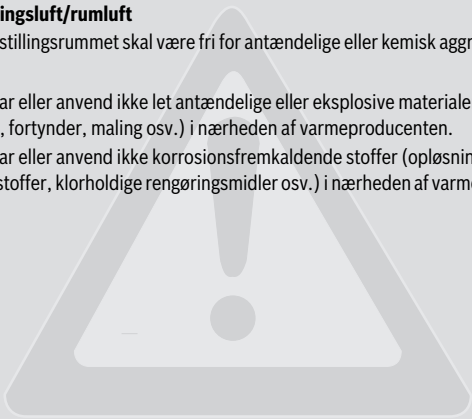 ingsluft/rumluft
stillingsrummet skal være fri for antændelige eller kemisk aggr
ar eller anvend ikke let antændelige eller eksplosive materiale
, fortynder, maling osv.) i nærheden af varmeproducenten.
ar eller anvend ikke korrosionsfremkaldende stoffer (opløsnin
stoffer, klorholdige rengøringsmidler osv.) i nærheden af varme